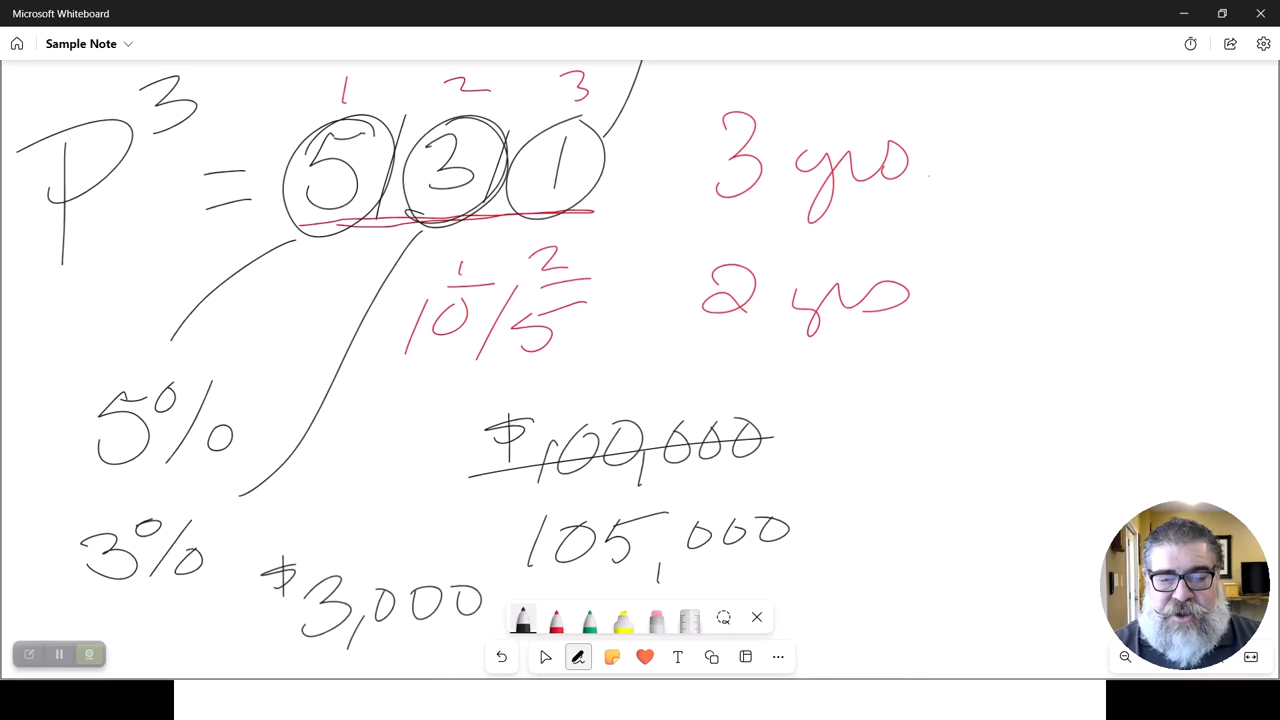 Microsoft Whiteboard
Sample Note
1 2 3
P³ = 5/3/1
3 yrs
1 2
10/5
2 yrs
5%
$100,000
105,000
3%
$3,000